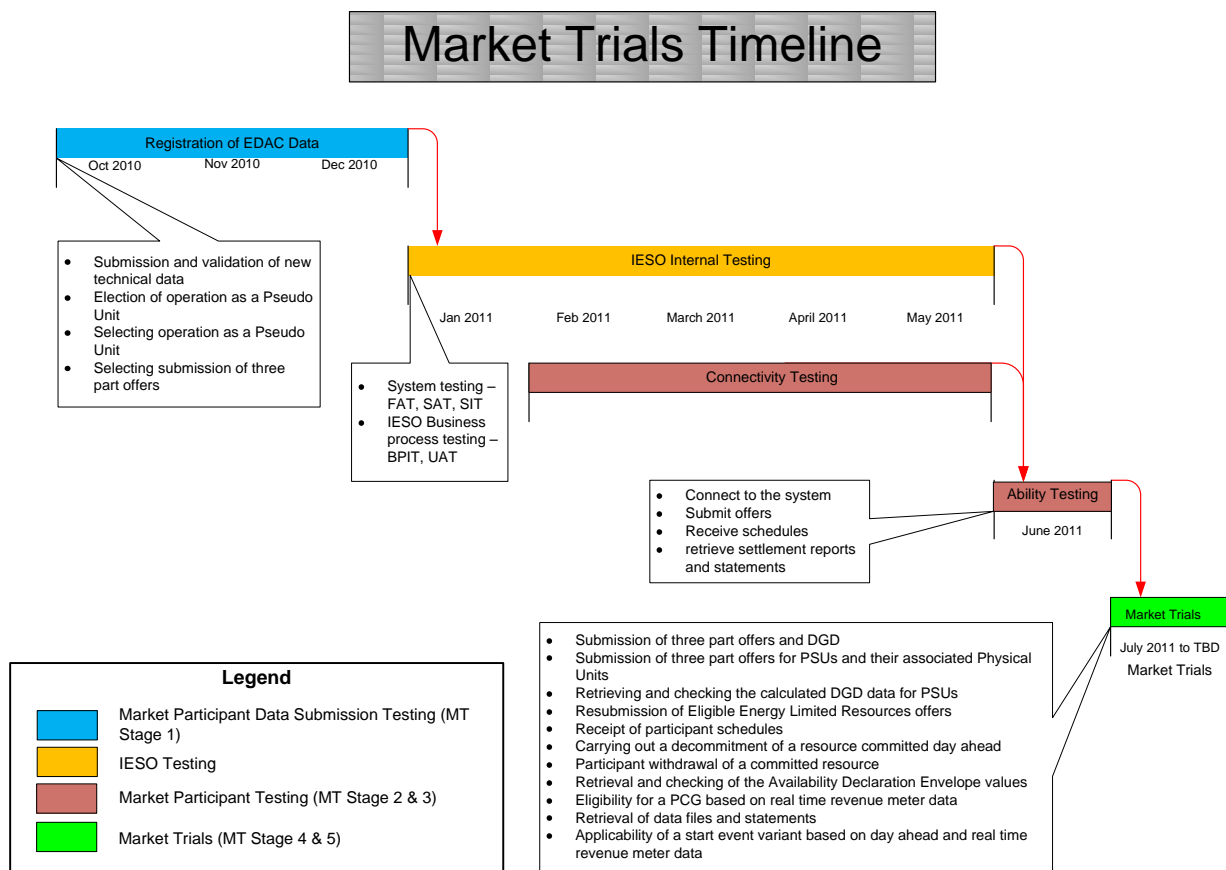 Market Trials Timeline
Registration of EDAC Data
Oct 2010
Nov 2010
Dec 2010
• Submission and validation of new
technical data
• Election of operation as a Pseudo
Unit
• Selecting operation as a Pseudo
Unit
• Selecting submission of three
part offers
IESO Internal Testing
Jan 2011
Feb 2011
March 2011
April 2011
May 2011
• System testing –
FAT, SAT, SIT
• IESO Business
process testing –
BPIT, UAT
Connectivity Testing
Ability Testing
June 2011
• Connect to the system
• Submit offers
• Receive schedules
• retrieve settlement reports
and statements
Market Trials
July 2011 to TBD
Market Trials
• Submission of three part offers and DGD
• Submission of three part offers for PSUs and their associated Physical
Units
• Retrieving and checking the calculated DGD data for PSUs
• Resubmission of Eligible Energy Limited Resources offers
• Receipt of participant schedules
• Carrying out a decommitment of a resource committed day ahead
• Participant withdrawal of a committed resource
• Retrieval and checking of the Availability Declaration Envelope values
• Eligibility for a PCG based on real time revenue meter data
• Retrieval of data files and statements
• Applicability of a start event variant based on day ahead and real time
revenue meter data
Legend
Market Participant Data Submission Testing (MT
Stage 1)
IESO Testing
Market Participant Testing (MT Stage 2 & 3)
Market Trials (MT Stage 4 & 5)